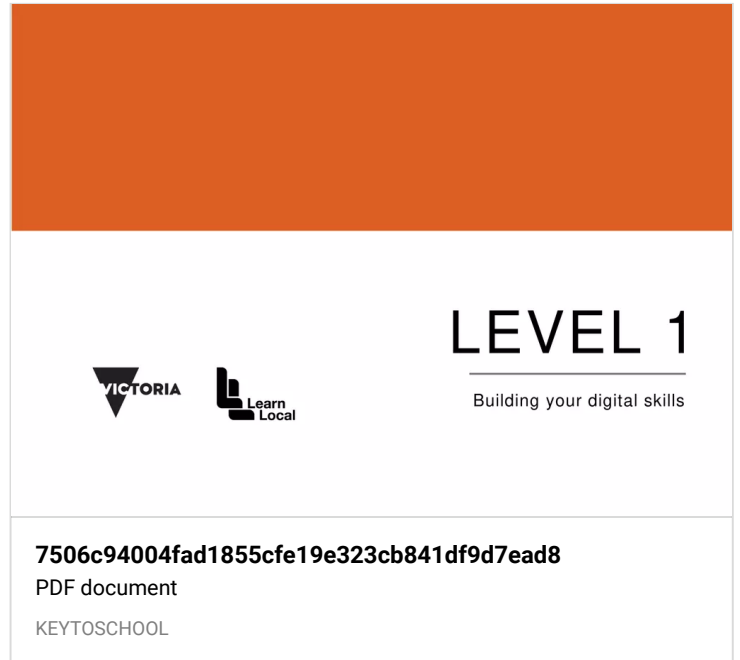 LEVEL 1
Building your digital skills
VICTORIA
Learn
Local
7506c94004fad1855cfe19e323cb841df9d7ead8
PDF document
KEYTOSCHOOL